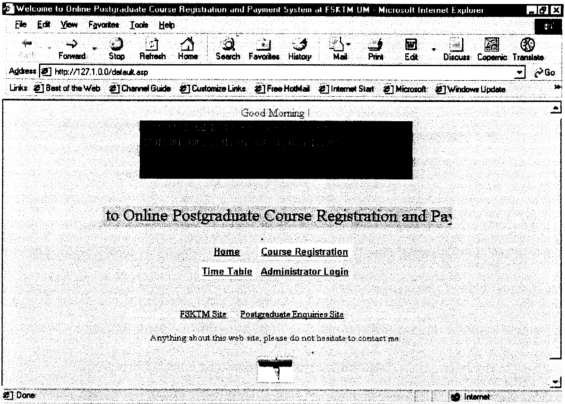 Welcome to Online Postgraduate Course Registration and Payment System at FSKTM UM - Microsoft Internet Explorer
File Edit View Favorites Tools Help
Forward Stop Refresh Home Search Favorites History Mail Print Edit Discuss Copernic Translate
Address http://127.1.0.0/default.asp Go
Links Best of the Web Channel Guide Customize Links Free HotMail Internet Start Microsoft Windows Update
Good Morning !
to Online Postgraduate Course Registration and Pay
Home Course Registration
Time Table Administrator Login
FSKTM Site Postgraduate Enquiries Site
Anything about this web site, please do not hesitate to contact me.
Done Internet